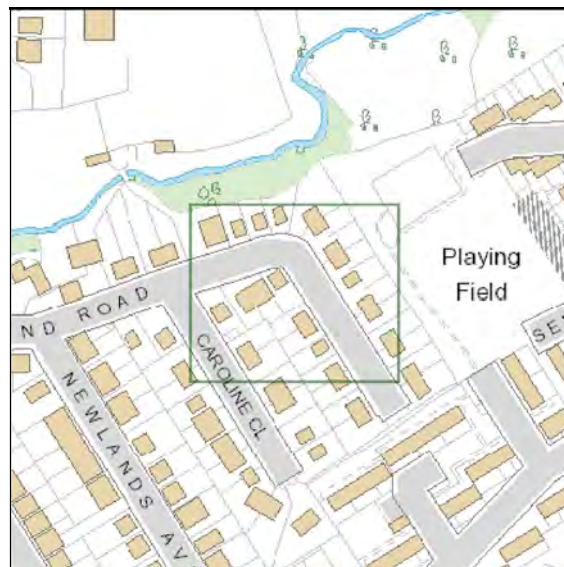 Playing
Field
ND ROAD
SE
CAROLINE CL
NEWLANDS AV